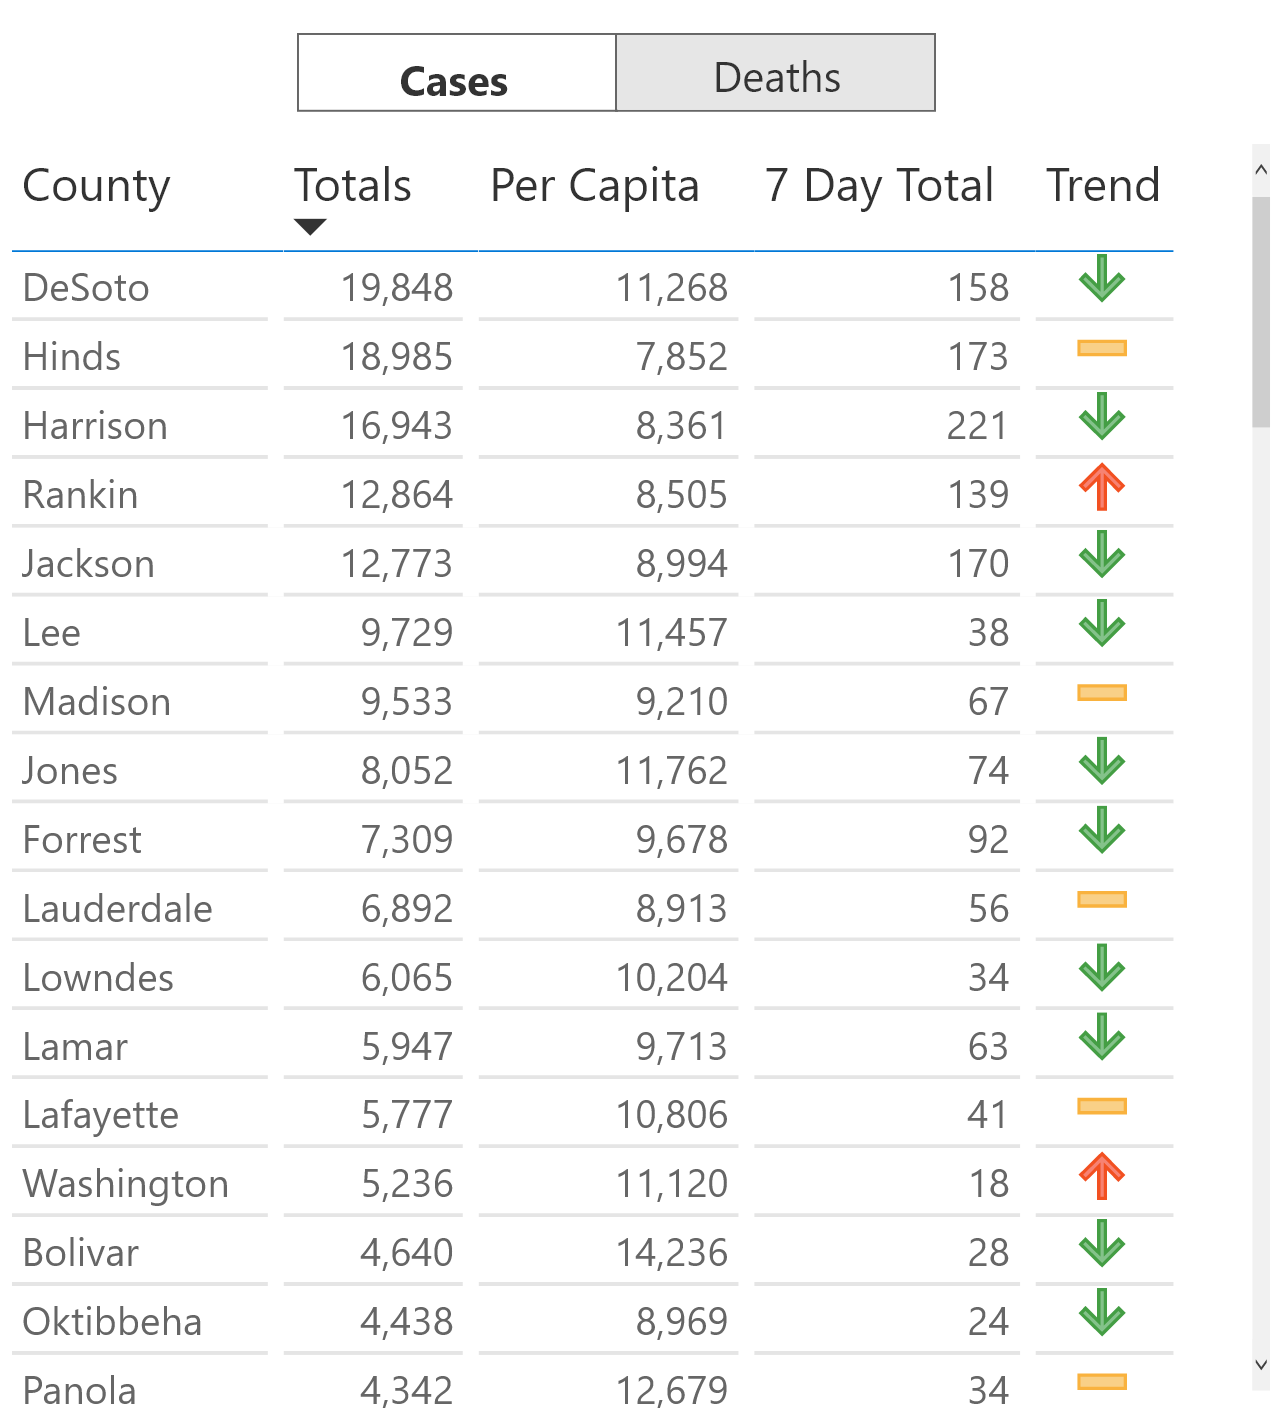 Cases Deaths
County Totals Per Capita 7 Day Total Trend
DeSoto 19,848 11,268 158
Hinds 18,985 7,852 173
Harrison 16,943 8,361 221
Rankin 12,864 8,505 139
Jackson 12,773 8,994 170
Lee 9,729 11,457 38
Madison 9,533 9,210 67
Jones 8,052 11,762 74
Forrest 7,309 9,678 92
Lauderdale 6,892 8,913 56
Lowndes 6,065 10,204 34
Lamar 5,947 9,713 63
Lafayette 5,777 10,806 41
Washington 5,236 11,120 18
Bolivar 4,640 14,236 28
Oktibbeha 4,438 8,969 24
Panola 4,342 12,679 34